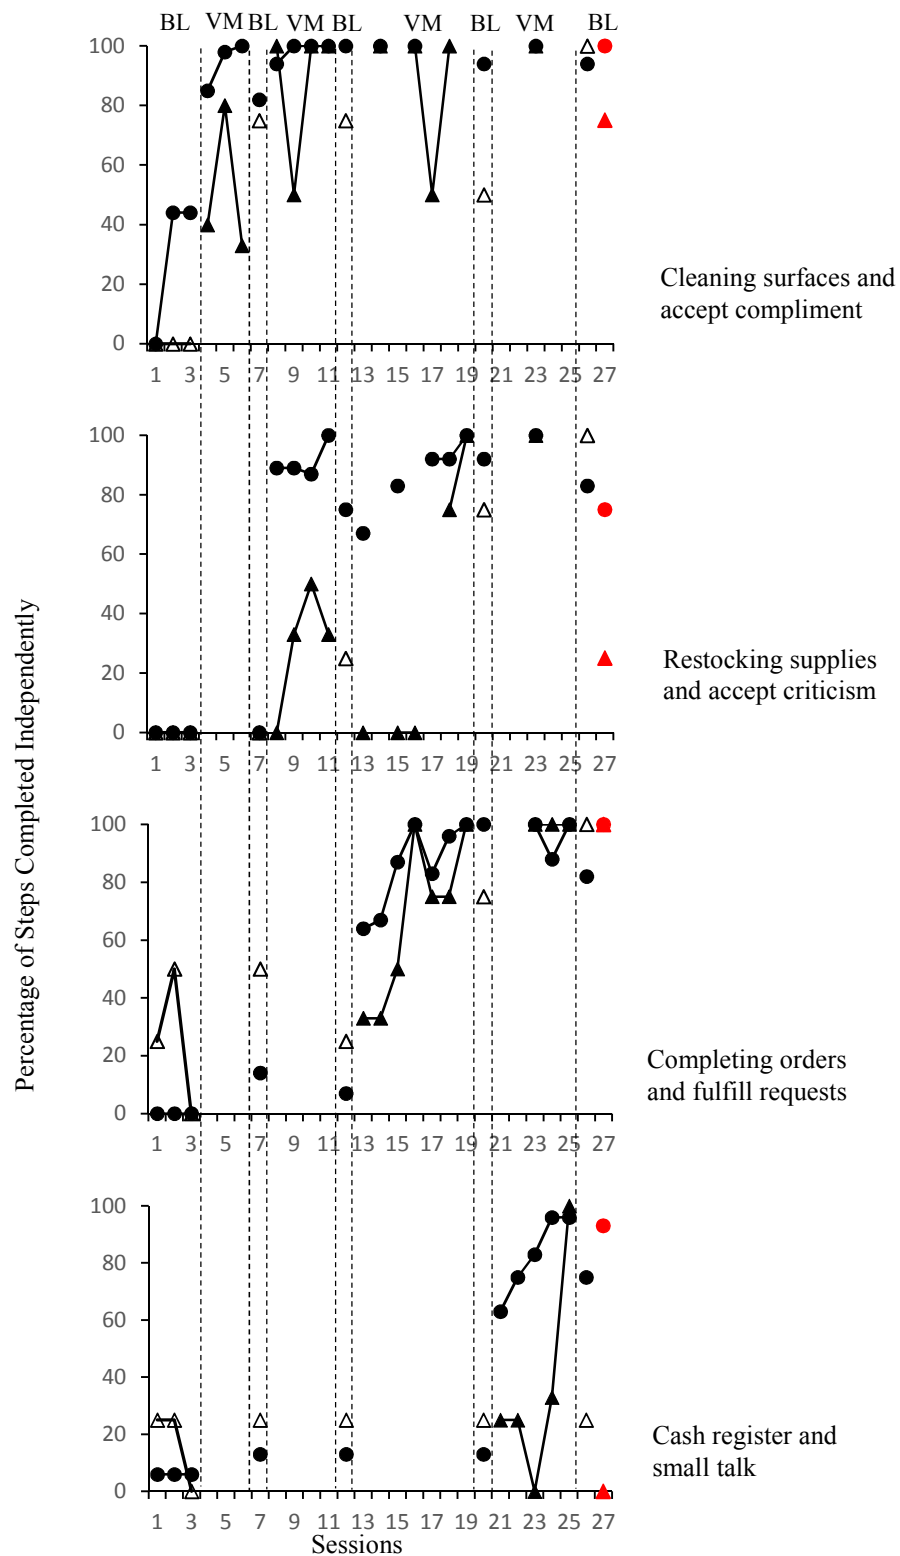 BL VM BL VM BL VM BL VM BL
100
80
60
40
20
0
1 3 5 7 9 11 13 15 17 19 21 23 25 27
Cleaning surfaces and
accept compliment
100
80
60
40
20
0
1 3 5 7 9 11 13 15 17 19 21 23 25 27
Restocking supplies
and accept criticism
Percentage of Steps Completed Independently
100
80
60
40
20
0
1 3 5 7 9 11 13 15 17 19 21 23 25 27
Completing orders
and fulfill requests
100
80
60
40
20
0
1 3 5 7 9 11 13 15 17 19 21 23 25 27
Cash register and
small talk
Sessions